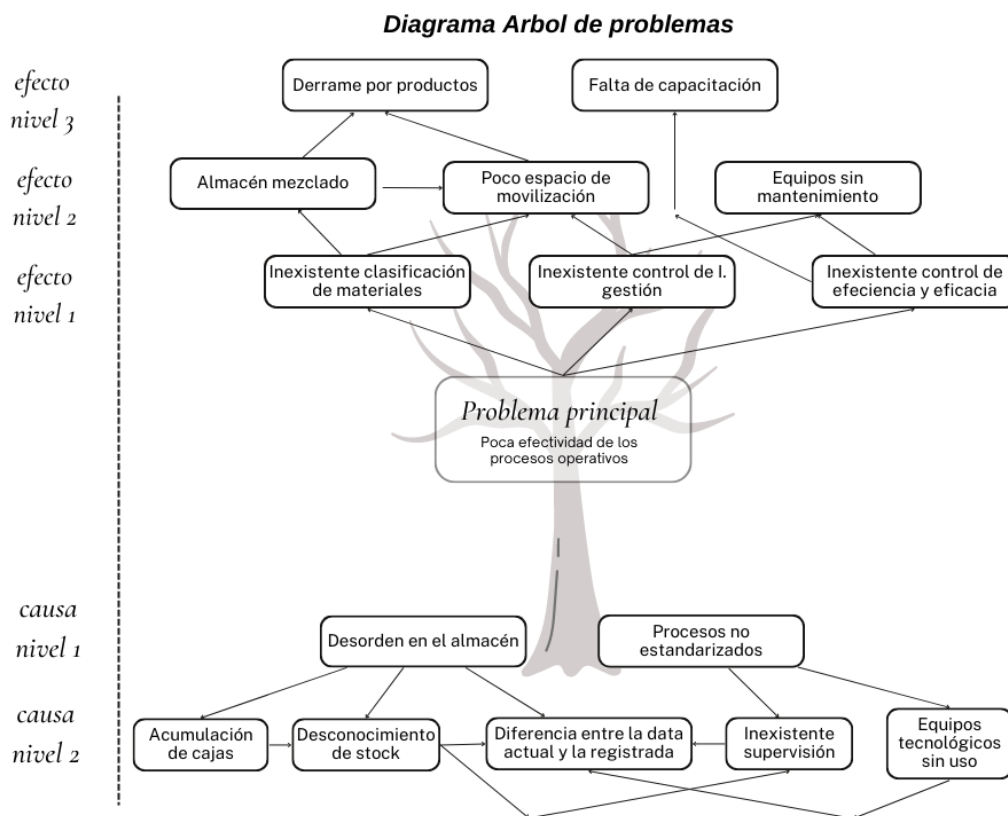 Diagrama Arbol de problemas
efecto
nivel 3
Derrame por productos
Falta de capacitación
efecto
nivel 2
Almacén mezclado
Poco espacio de
movilización
Equipos sin
mantenimiento
efecto
nivel 1
Inexistente clasificación
de materiales
Inexistente control de I.
gestión
Inexistente control de
efeciencia y eficacia
Problema principal
Poca efectividad de los
procesos operativos
causa
nivel 1
Desorden en el almacén
Procesos no
estandarizados
causa
nivel 2
Acumulación
de cajas
Desconocimiento
de stock
Diferencia entre la data
actual y la registrada
Inexistente
supervisión
Equipos
tecnológicos
sin uso